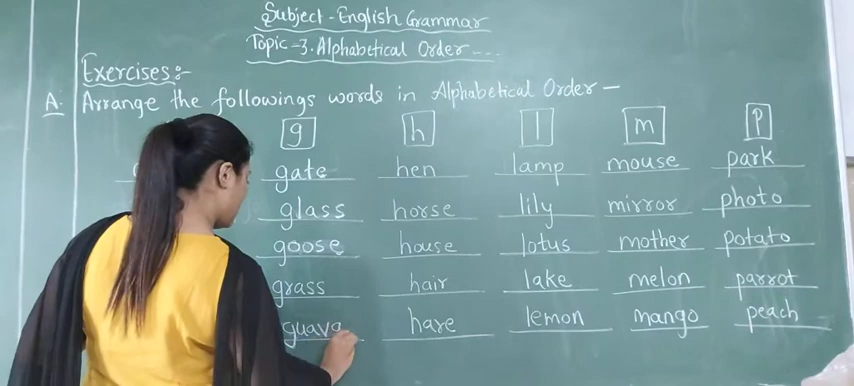 Subject - English Grammar
Topic - 3. Alphabetical Order ---
Exercises:-
A. Arrange the followings words in Alphabetical Order -
g h l m p
gate hen lamp mouse park
glass horse lily mirror photo
goose house lotus mother potato
grass hair lake melon parrot
guava hare lemon mango peach